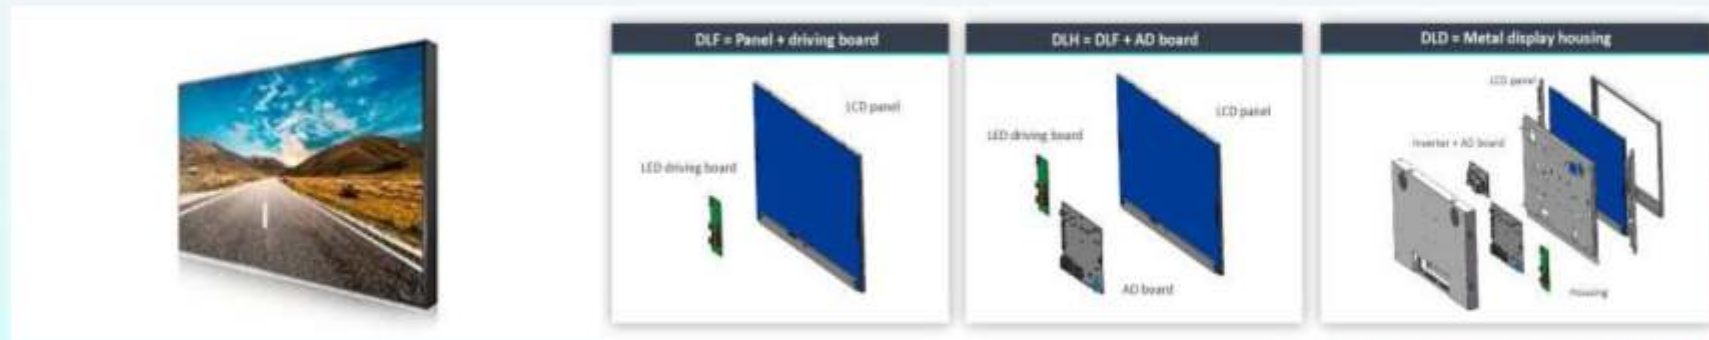 DLF = Panel + driving board
LCD panel
LED driving board
DLH = DLF + AD board
LCD panel
LED driving board
AD board
DLD = Metal display housing
LCD panel
Inverter + AD board
Housing